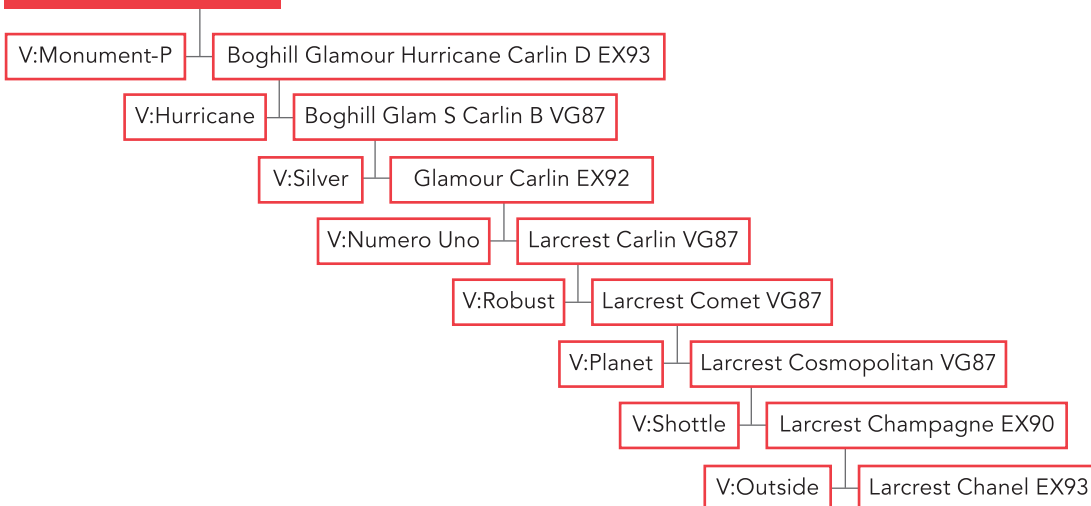 V:Monument-P Boghill Glamour Hurricane Carlin D EX93
V:Hurricane Boghill Glam S Carlin B VG87
V:Silver Glamour Carlin EX92
V:Numero Uno Larcrest Carlin VG87
V:Robust Larcrest Comet VG87
V:Planet Larcrest Cosmopolitan VG87
V:Shottle Larcrest Champagne EX90
V:Outside Larcrest Chanel EX93